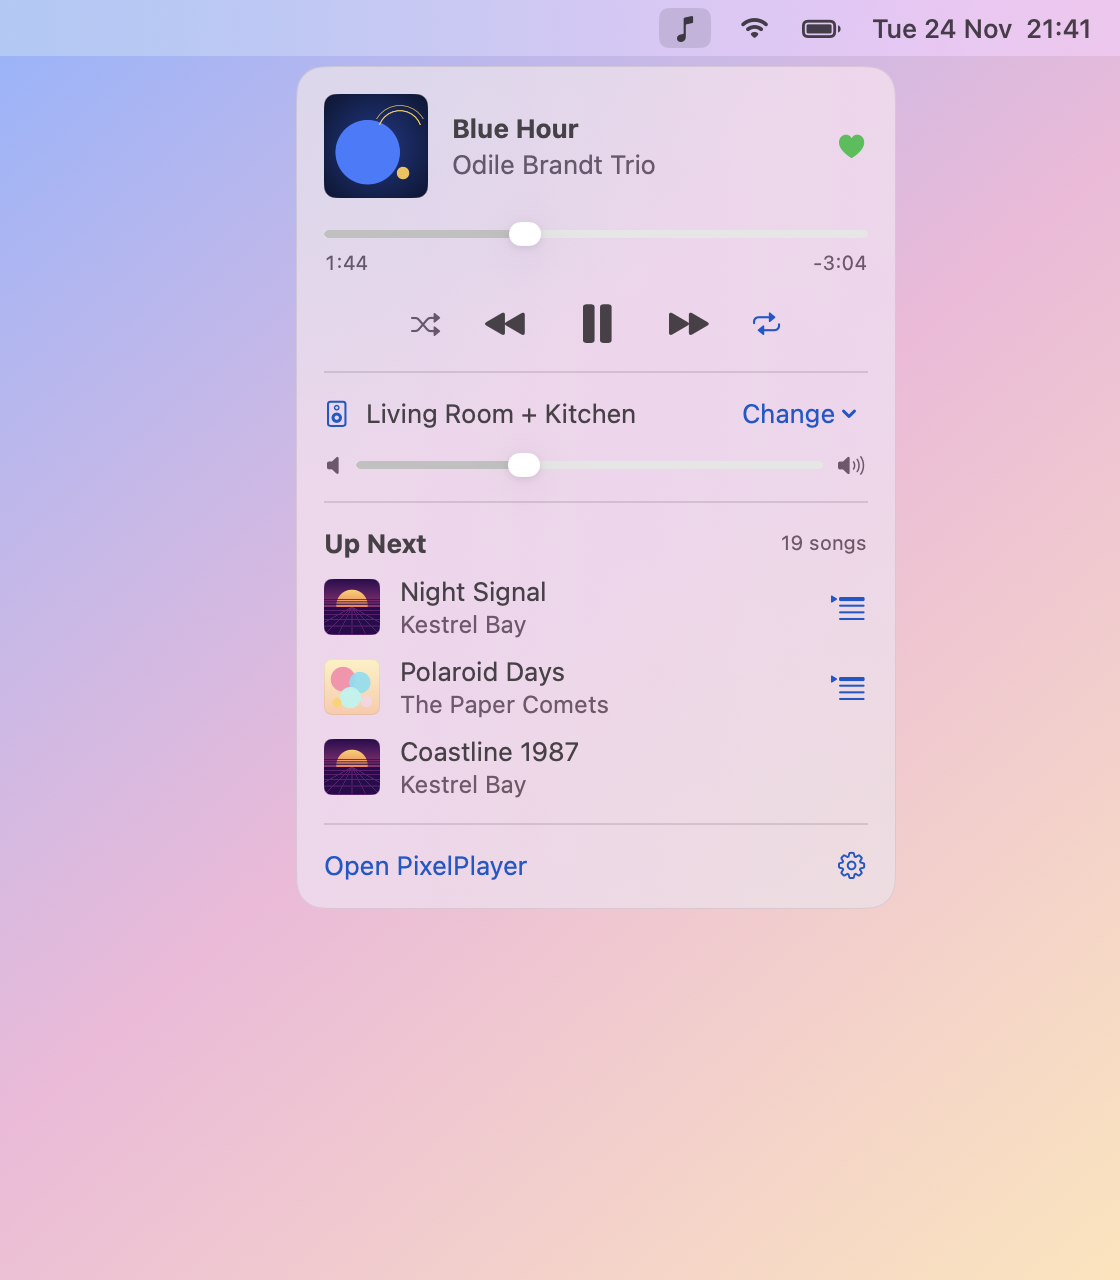 Tue 24 Nov 21:41
Blue Hour
Odile Brandt Trio
1:44 -3:04
Living Room + Kitchen Change
Up Next 19 songs
Night Signal
Kestrel Bay
Polaroid Days
The Paper Comets
Coastline 1987
Kestrel Bay
Open PixelPlayer